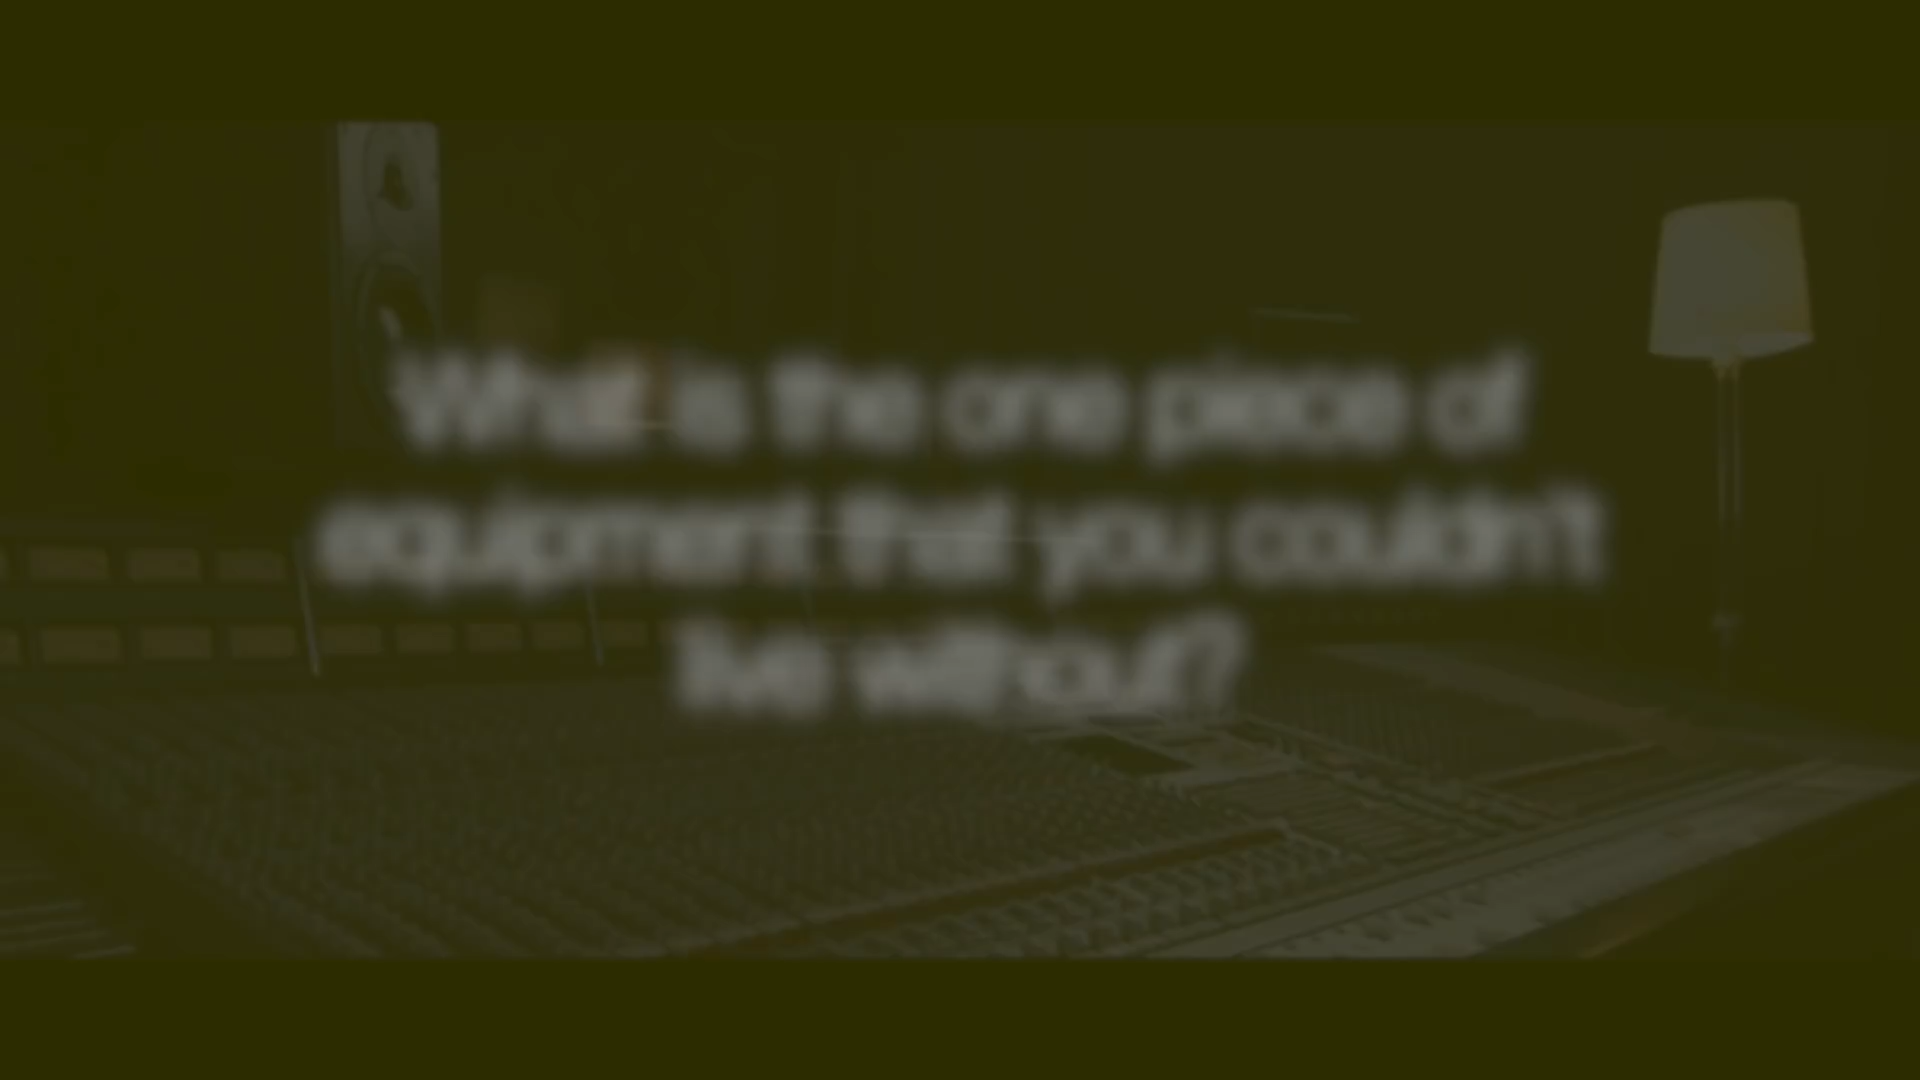 What is the one piece of
equipment that you couldn't
live without?